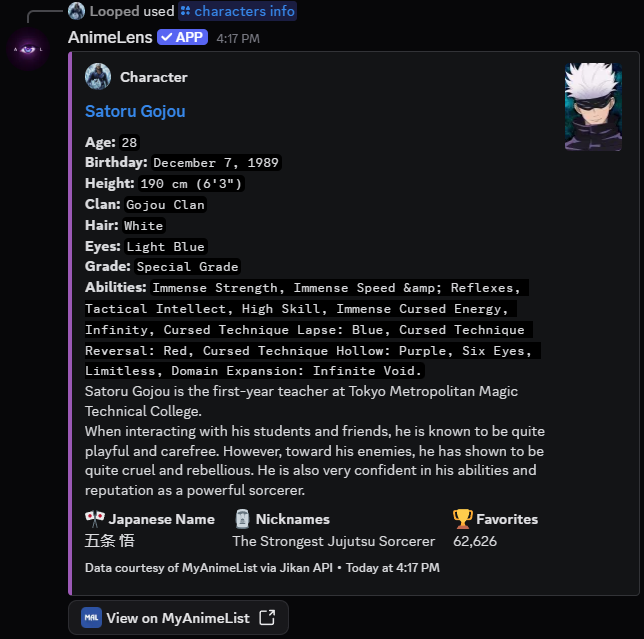 Looped used characters info
AnimeLens ✓ APP 4:17 PM
Character
Satoru Gojou
Age: 28
Birthday: December 7, 1989
Height: 190 cm (6'3")
Clan: Gojou Clan
Hair: White
Eyes: Light Blue
Grade: Special Grade
Abilities: Immense Strength, Immense Speed &amp; Reflexes,
Tactical Intellect, High Skill, Immense Cursed Energy,
Infinity, Cursed Technique Lapse: Blue, Cursed Technique
Reversal: Red, Cursed Technique Hollow: Purple, Six Eyes,
Limitless, Domain Expansion: Infinite Void.
Satoru Gojou is the first-year teacher at Tokyo Metropolitan Magic
Technical College.
When interacting with his students and friends, he is known to be quite
playful and carefree. However, toward his enemies, he has shown to be
quite cruel and rebellious. He is also very confident in his abilities and
reputation as a powerful sorcerer.
Japanese Name Nicknames Favorites
五条 悟 The Strongest Jujutsu Sorcerer 62,626
Data courtesy of MyAnimeList via Jikan API • Today at 4:17 PM
MAL View on MyAnimeList